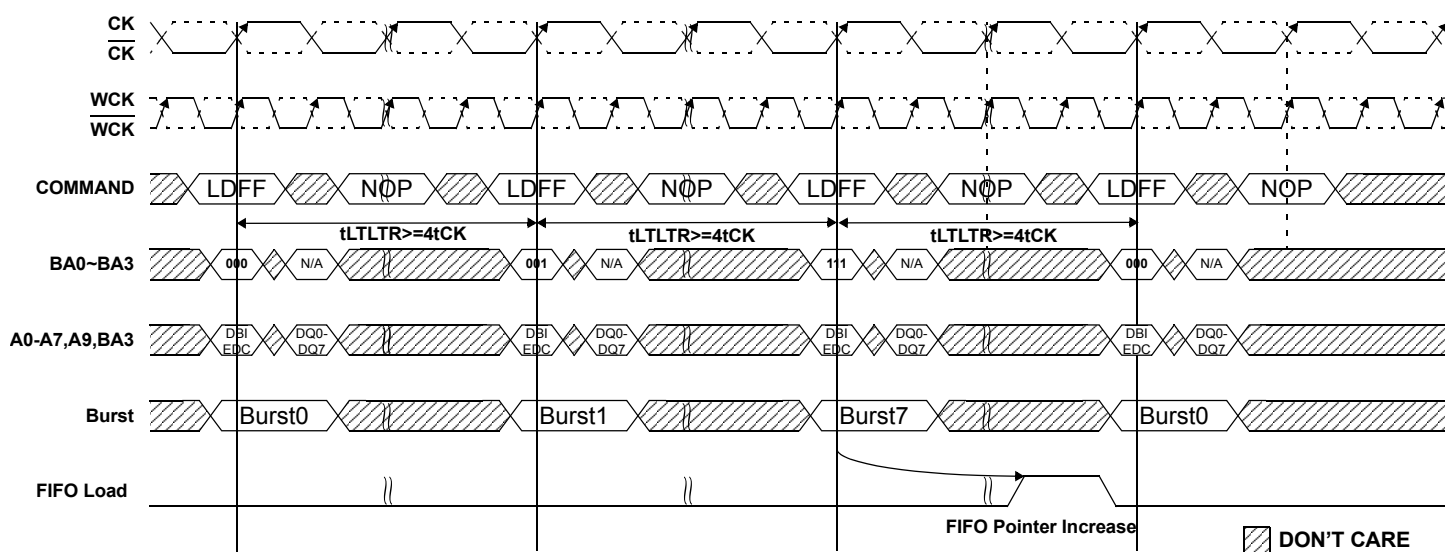 CK
CK
WCK
WCK
COMMAND LDFF NOP LDFF NOP LDFF NOP LDFF NOP
tLTLTR>=4tCK tLTLTR>=4tCK tLTLTR>=4tCK
BA0~BA3 000 N/A 001 N/A 111 N/A 000 N/A
A0-A7,A9,BA3 DBI EDC DQ0-DQ7 DBI EDC DQ0-DQ7 DBI EDC DQ0-DQ7 DBI EDC DQ0-DQ7
Burst Burst0 Burst1 Burst7 Burst0
FIFO Load
FIFO Pointer Increase
DON'T CARE